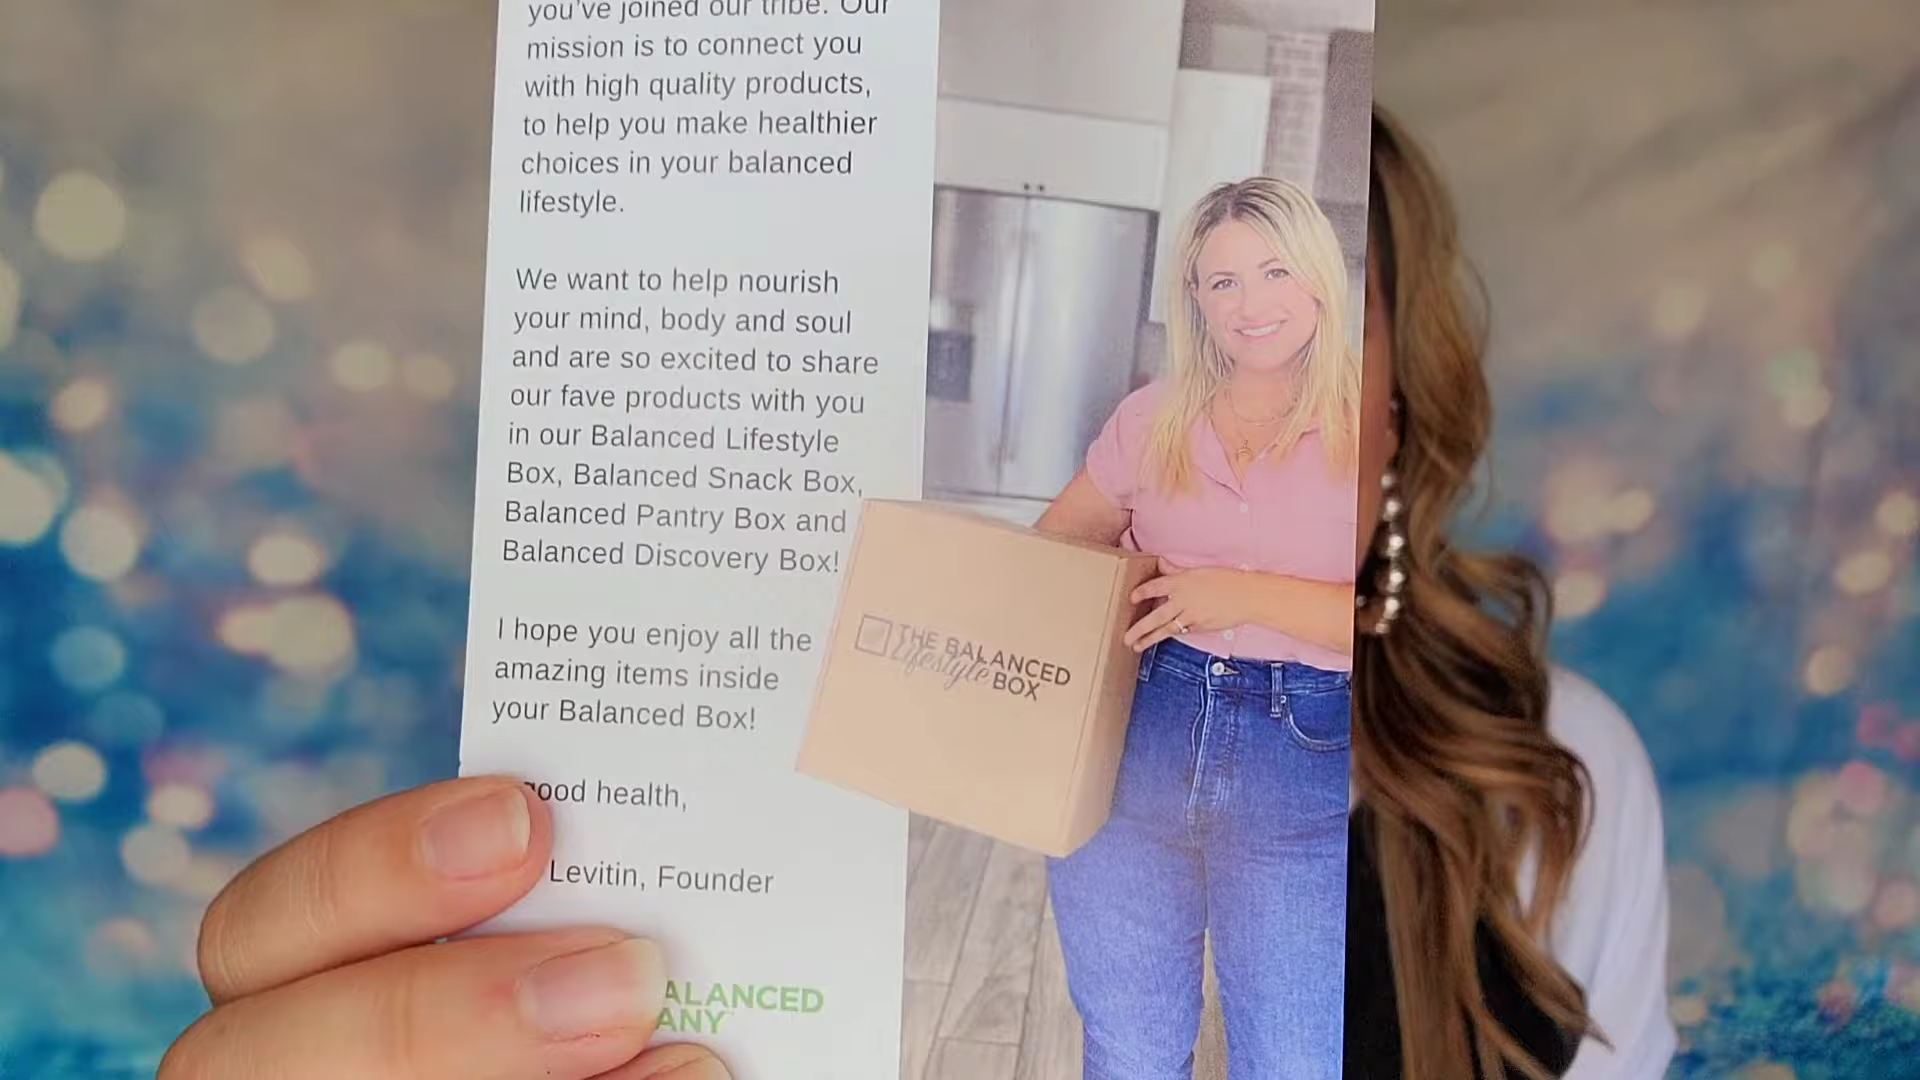 you've joined our tribe. Our
mission is to connect you
with high quality products,
to help you make healthier
choices in your balanced
lifestyle.
We want to help nourish
your mind, body and soul
and are so excited to share
our fave products with you
in our Balanced Lifestyle
Box, Balanced Snack Box,
Balanced Pantry Box and
Balanced Discovery Box!
I hope you enjoy all the
amazing items inside
your Balanced Box!
good health,
Levitin, Founder
ALANCED
ANY
THE BALANCED
Lifestyle BOX